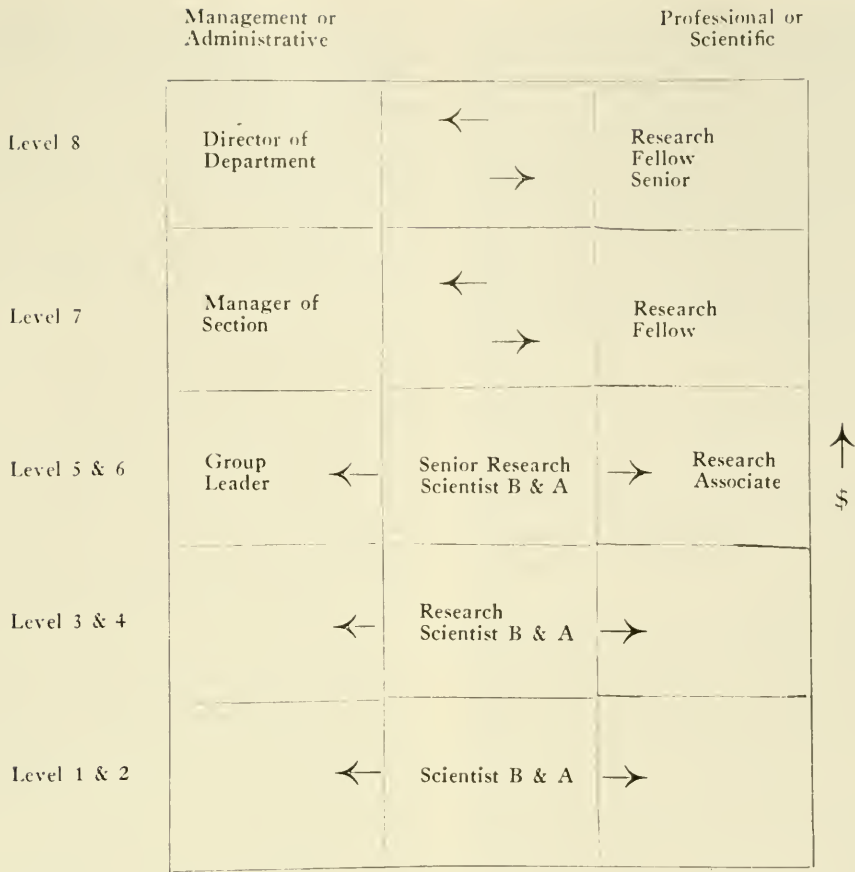 Management or
Administrative
Professional or
Scientific
Level 8
Director of
Department
Research
Fellow
Senior
Level 7
Manager of
Section
Research
Fellow
Level 5 & 6
Group
Leader
Senior Research
Scientist B & A
Research
Associate
$
Level 3 & 4
Research
Scientist B & A
Level 1 & 2
Scientist B & A